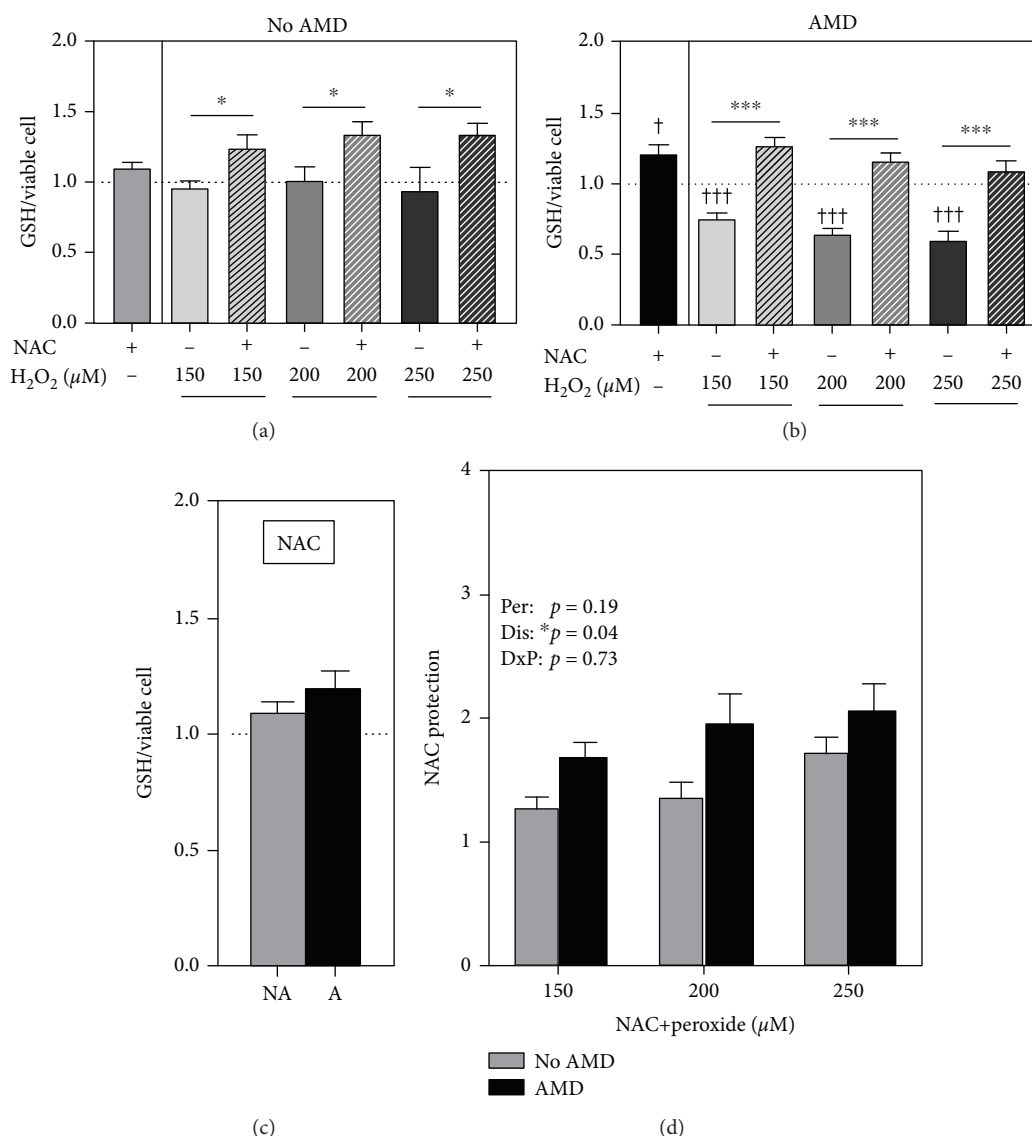 No AMD
2.0
1.5
1.0
0.5
0.0
GSH/viable cell
* * *
NAC + – + – + – +
H₂O₂ (μM) – 150 150 200 200 250 250
(a)
AMD
2.0
1.5
1.0
0.5
0.0
GSH/viable cell
† ††† *** ††† *** ††† ***
NAC + – + – + – +
H₂O₂ (μM) – 150 150 200 200 250 250
(b)
2.0
1.5
1.0
0.5
0.0
GSH/viable cell
NAC
NA A
(c)
4
3
2
1
0
NAC protection
Per: p = 0.19
Dis: *p = 0.04
DxP: p = 0.73
150 200 250
NAC+peroxide (μM)
No AMD
AMD
(d)